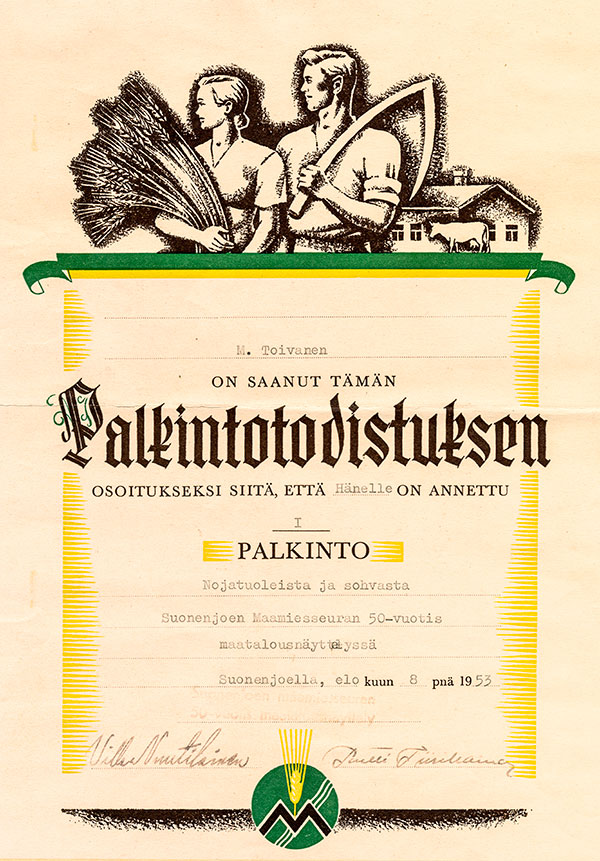 M. Toivanen
ON SAANUT TÄMÄN
Palkintotodistuksen
OSOITUKSEKSI SIITÄ, ETTÄ Hänelle ON ANNETTU
I
PALKINTO
Nojatuoleista ja sohvasta
Suonenjoen Maamiesseuran 50-vuotis
maatalousnäyttelyssä
Suonenjoella, elo kuun 8 pnä 1953